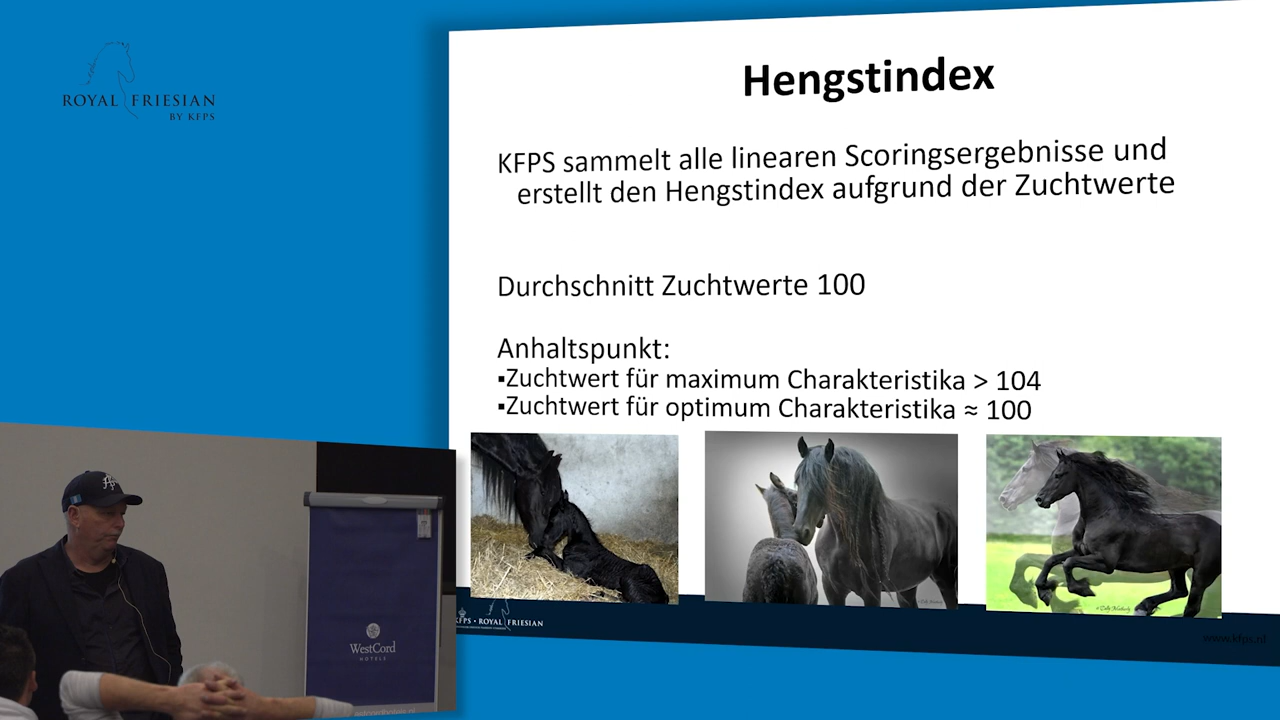 ROYAL FRIESIAN
BY KFPS
Hengstindex
KFPS sammelt alle linearen Scoringsergebnisse und
erstellt den Hengstindex aufgrund der Zuchtwerte
Durchschnitt Zuchtwerte 100
Anhaltspunkt:
▪Zuchtwert für maximum Charakteristika > 104
▪Zuchtwert für optimum Charakteristika ≈ 100
KFPS • ROYAL FRIESIAN
www.kfps.nl
WestCord
HOTELS